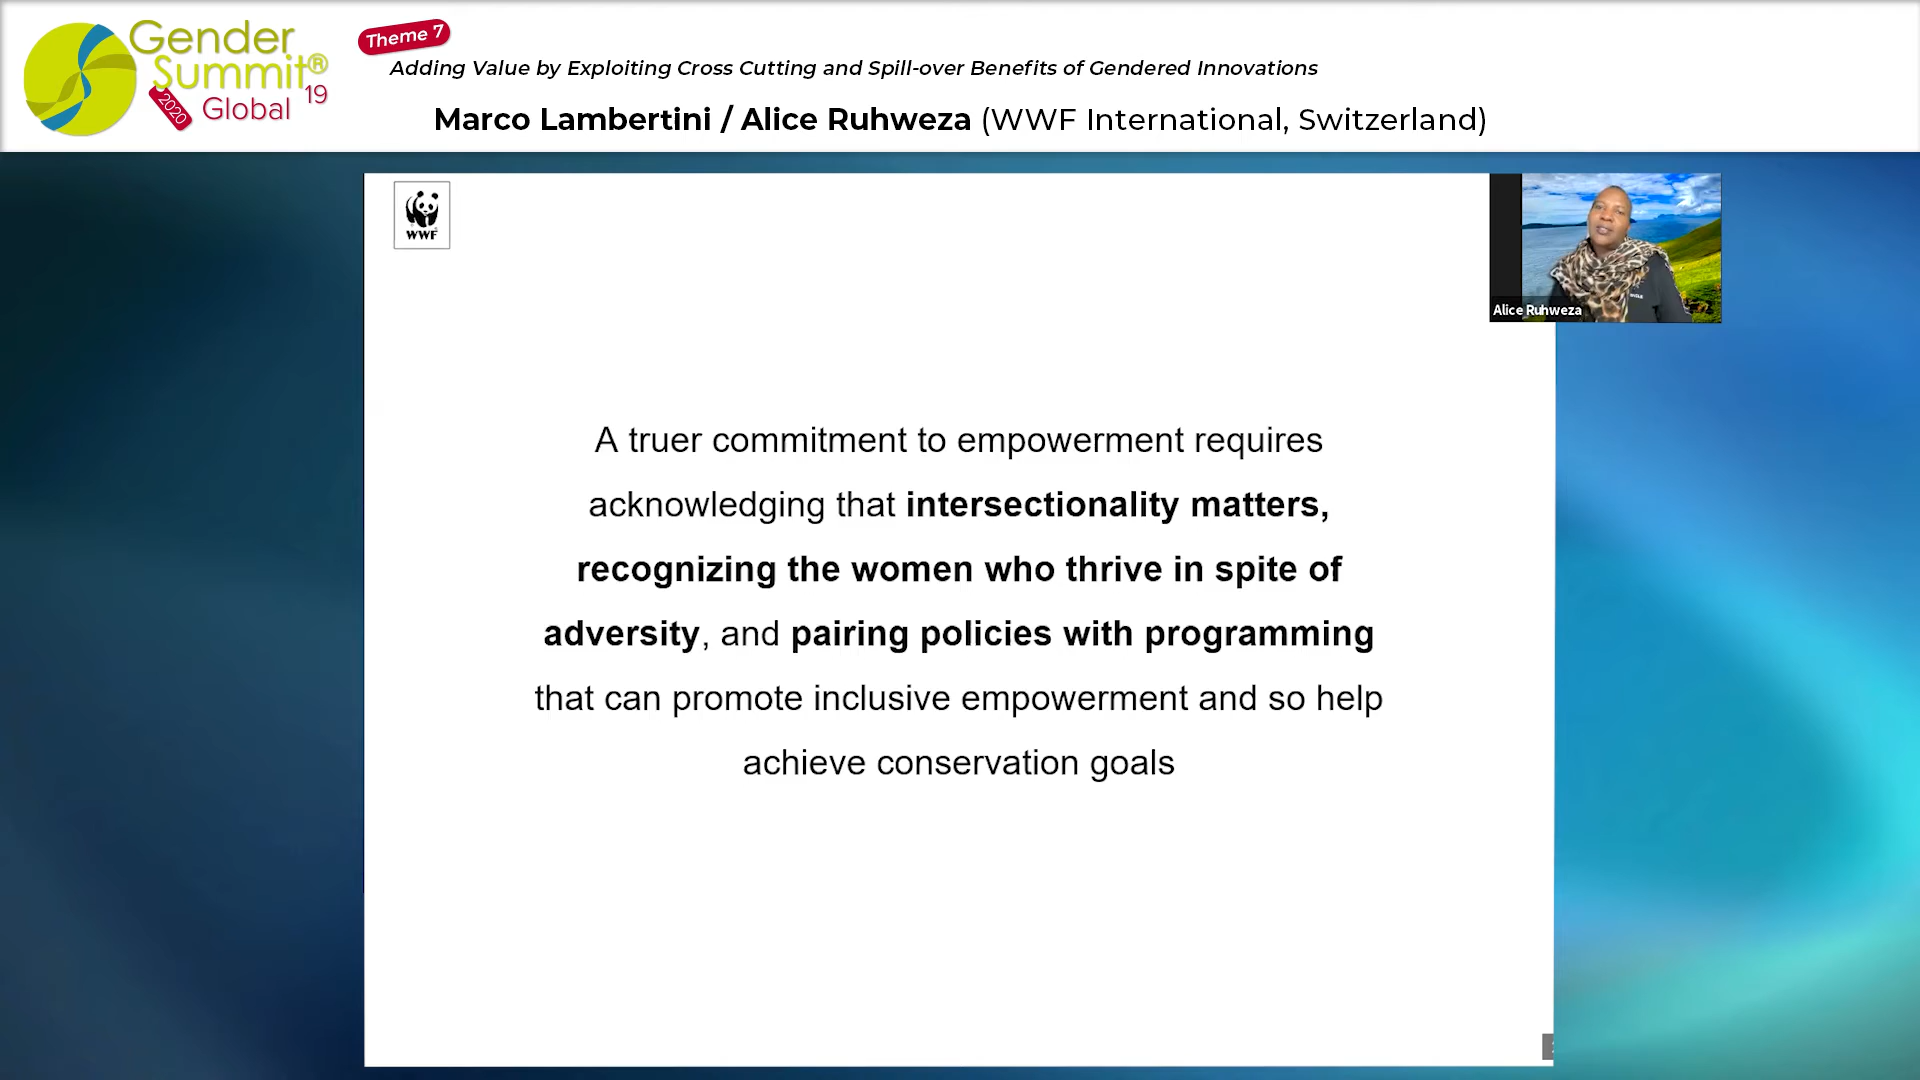 Gender
Summit®
2020
Global 19
Theme 7
Adding Value by Exploiting Cross Cutting and Spill-over Benefits of Gendered Innovations
Marco Lambertini / Alice Ruhweza (WWF International, Switzerland)
WWF
Alice Ruhweza
A truer commitment to empowerment requires
acknowledging that intersectionality matters,
recognizing the women who thrive in spite of
adversity, and pairing policies with programming
that can promote inclusive empowerment and so help
achieve conservation goals